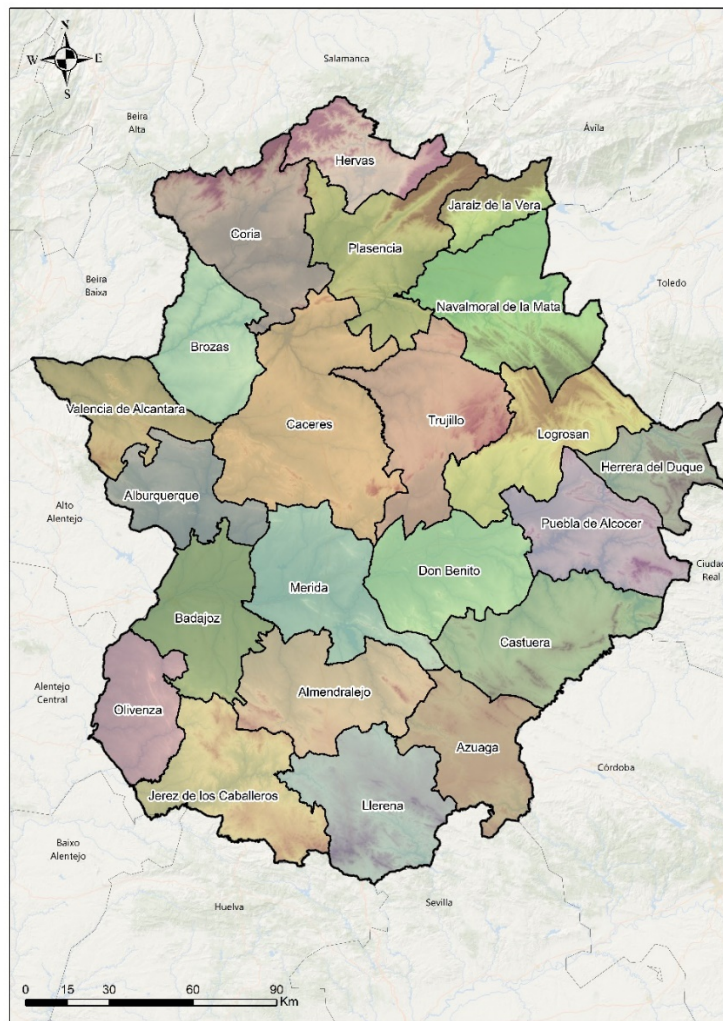 N
W E
S
Salamanca
Beira
Alta
Ávila
Hervas
Jaraiz de la Vera
Coria
Plasencia
Beira
Baixa
Toledo
Navalmoral de la Mata
Brozas
Valencia de Alcantara
Caceres
Trujillo
Logrosan
Herrera del Duque
Alburquerque
Alto
Alentejo
Puebla de Alcocer
Ciudad
Real
Merida
Don Benito
Badajoz
Castuera
Alentejo
Central
Olivenza
Almendralejo
Azuaga
Córdoba
Jerez de los Caballeros
Llerena
Baixo
Alentejo
Huelva
Sevilla
0 15 30 60 90
Km